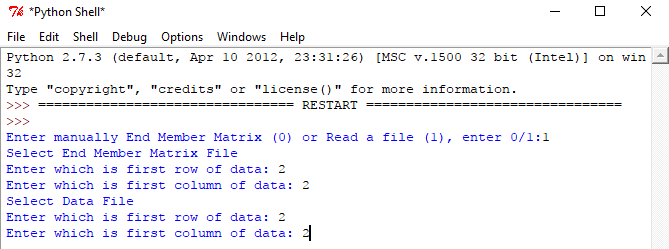 *Python Shell*
File Edit Shell Debug Options Windows Help
Python 2.7.3 (default, Apr 10 2012, 23:31:26) [MSC v.1500 32 bit (Intel)] on win
32
Type "copyright", "credits" or "license()" for more information.
>>> ================================ RESTART ================================
>>>
Enter manually End Member Matrix (0) or Read a file (1), enter 0/1:1
Select End Member Matrix File
Enter which is first row of data: 2
Enter which is first column of data: 2
Select Data File
Enter which is first row of data: 2
Enter which is first column of data: 2